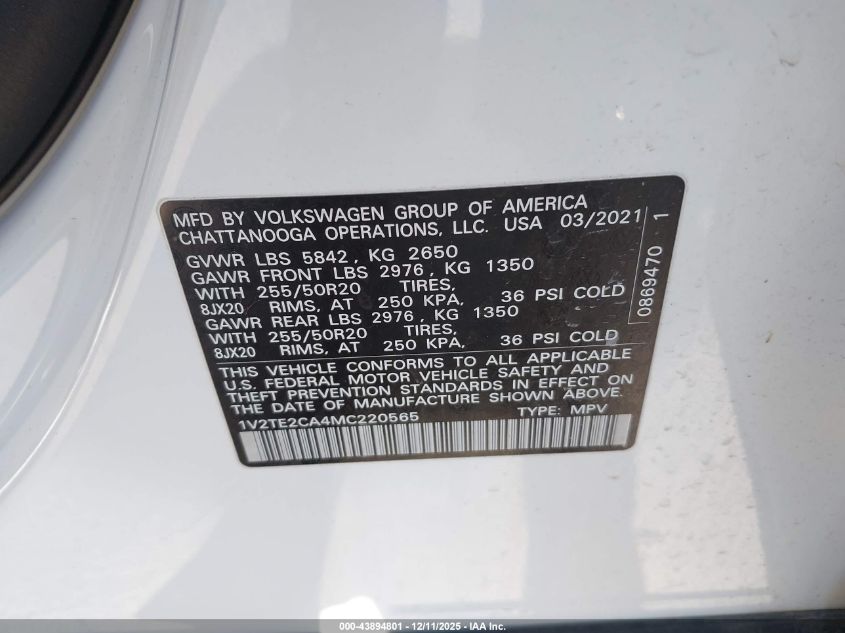 MFD BY VOLKSWAGEN GROUP OF AMERICA
CHATTANOOGA OPERATIONS, LLC. USA 03/2021
GVWR LBS 5842, KG 2650
GAWR FRONT LBS 2976, KG 1350
WITH 255/50R20 TIRES,
8JX20 RIMS, AT 250 KPA, 36 PSI COLD
GAWR REAR LBS 2976, KG 1350
WITH 255/50R20 TIRES,
8JX20 RIMS, AT 250 KPA, 36 PSI COLD
THIS VEHICLE CONFORMS TO ALL APPLICABLE
U.S. FEDERAL MOTOR VEHICLE SAFETY AND
THEFT PREVENTION STANDARDS IN EFFECT ON
THE DATE OF MANUFACTURE SHOWN ABOVE.
1V2TE2CA4MC220565 TYPE: MPV
0869470 1
000-43894801 - 12/11/2025 - IAA Inc.